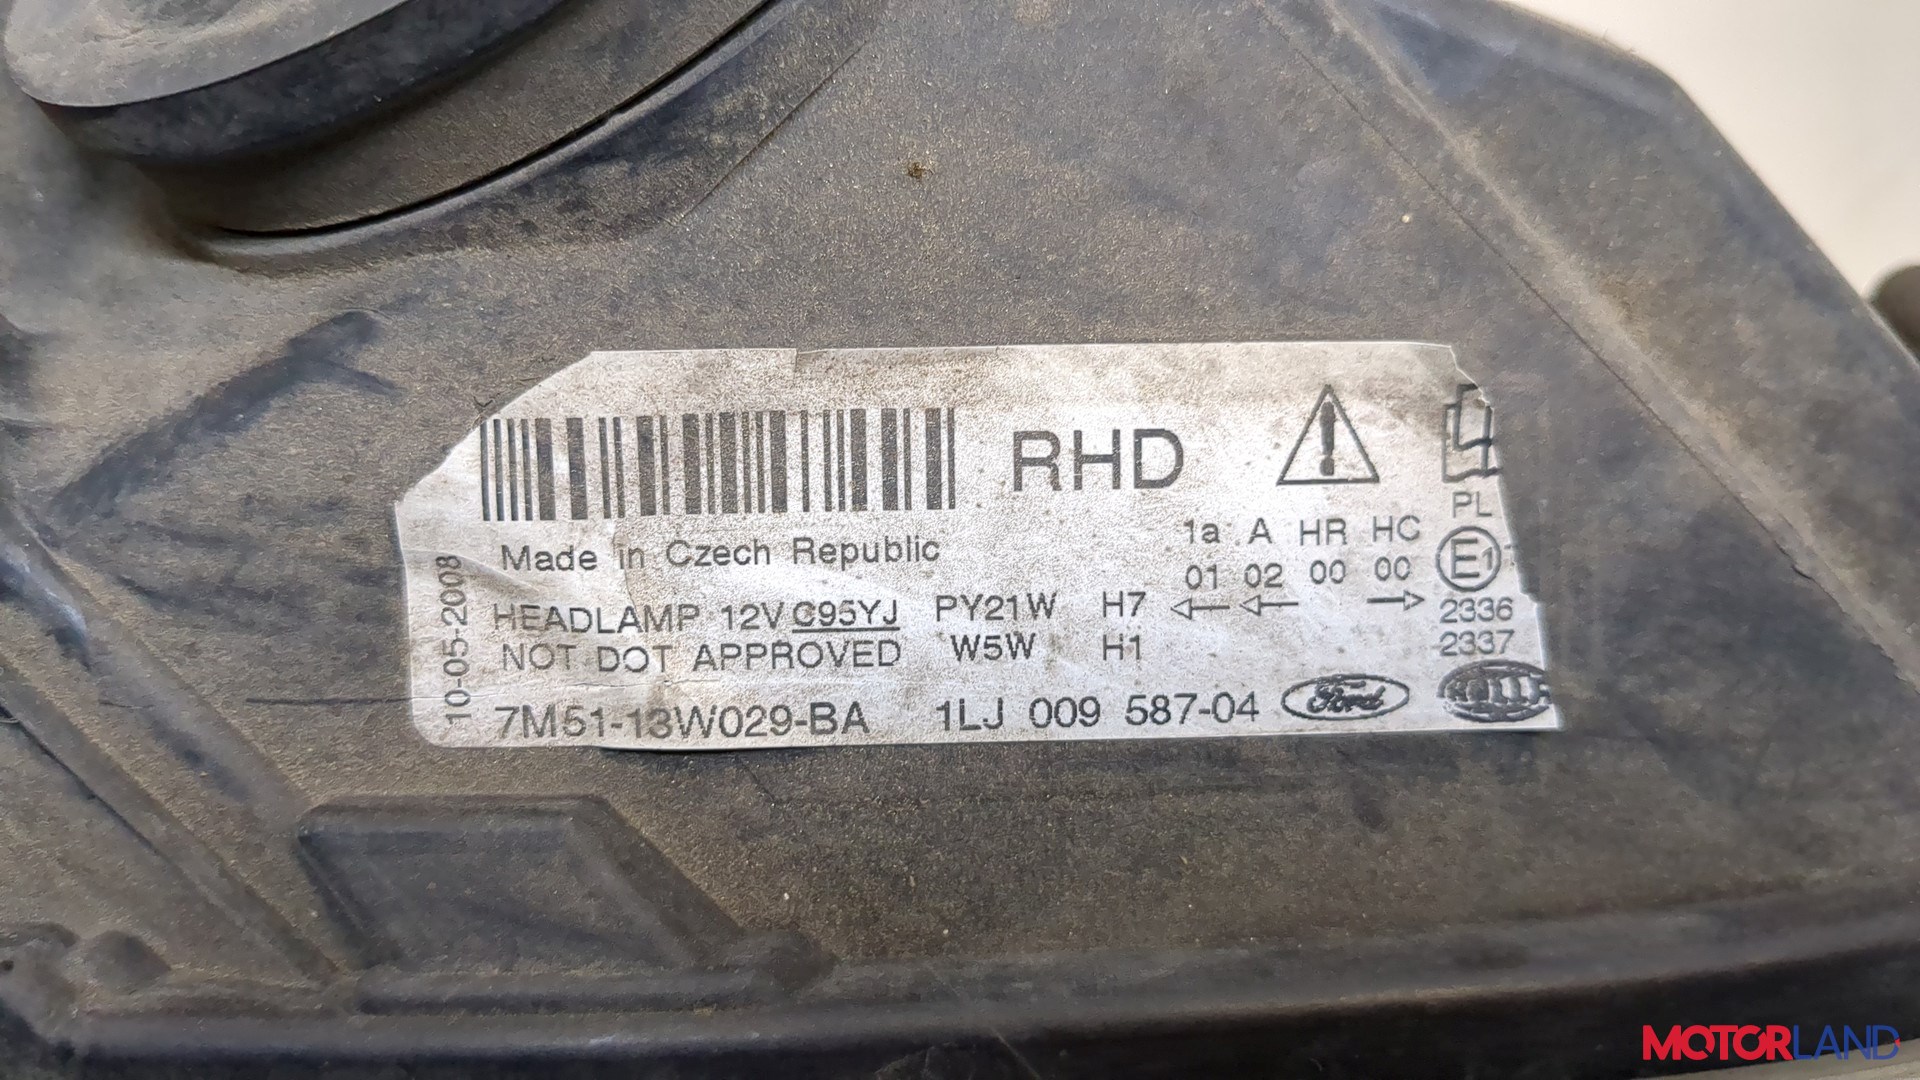 RHD
PL
Made in Czech Republic
1a A HR HC
01 02 00 00
E1
HEADLAMP 12V C95YJ PY21W H7
2336
NOT DOT APPROVED W5W H1
2337
7M51-13W029-BA 1LJ 009 587-04 Ford HELLA
10-05-2008
MOTORLAND